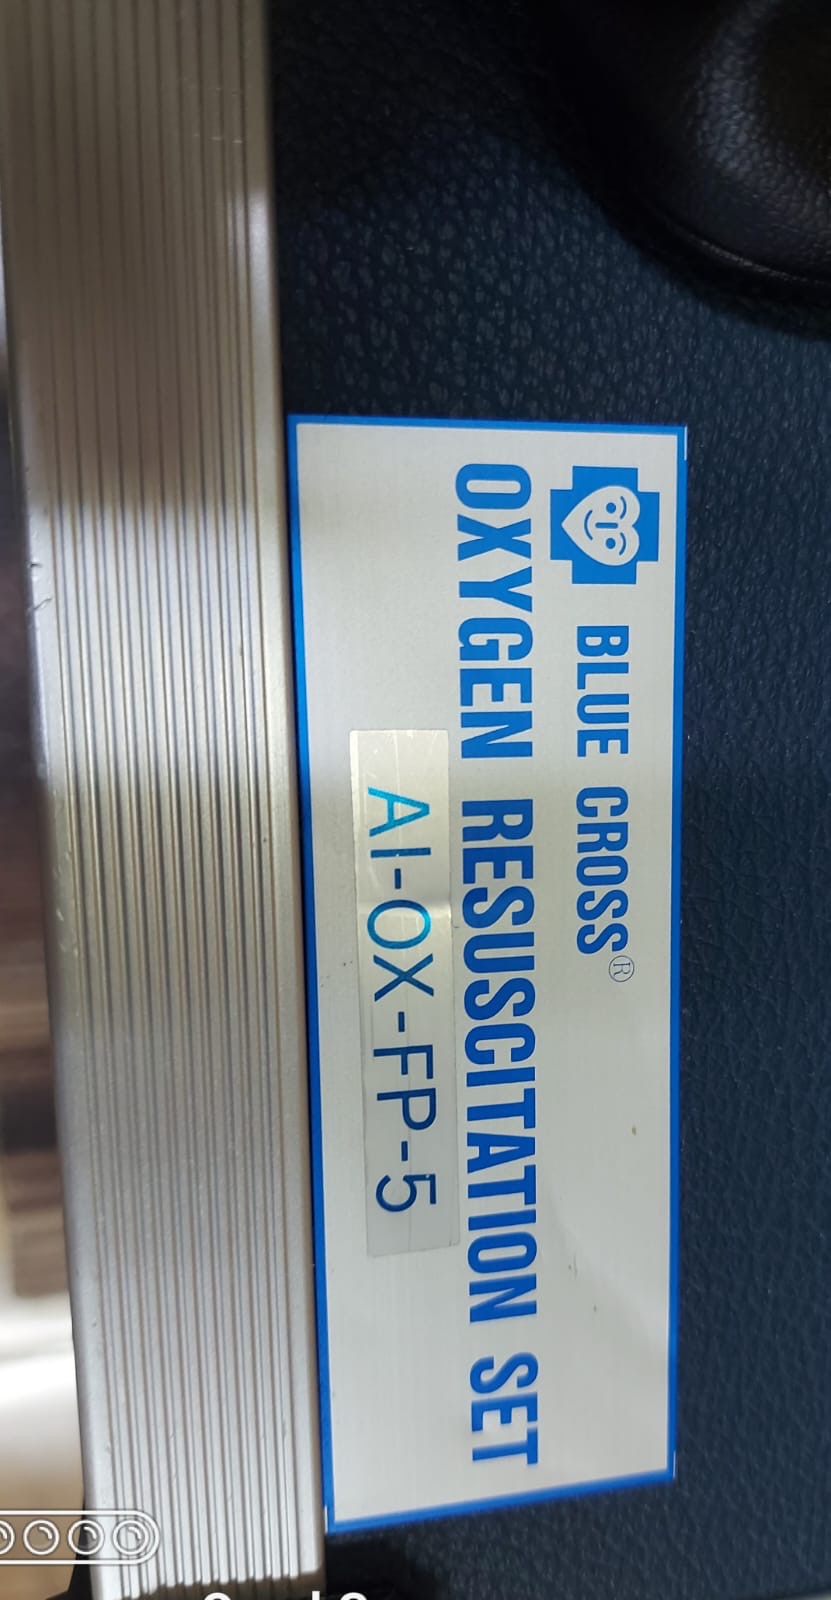 BLUE CROSS®
OXYGEN RESUSCITATION SET
AI-OX-FP-5